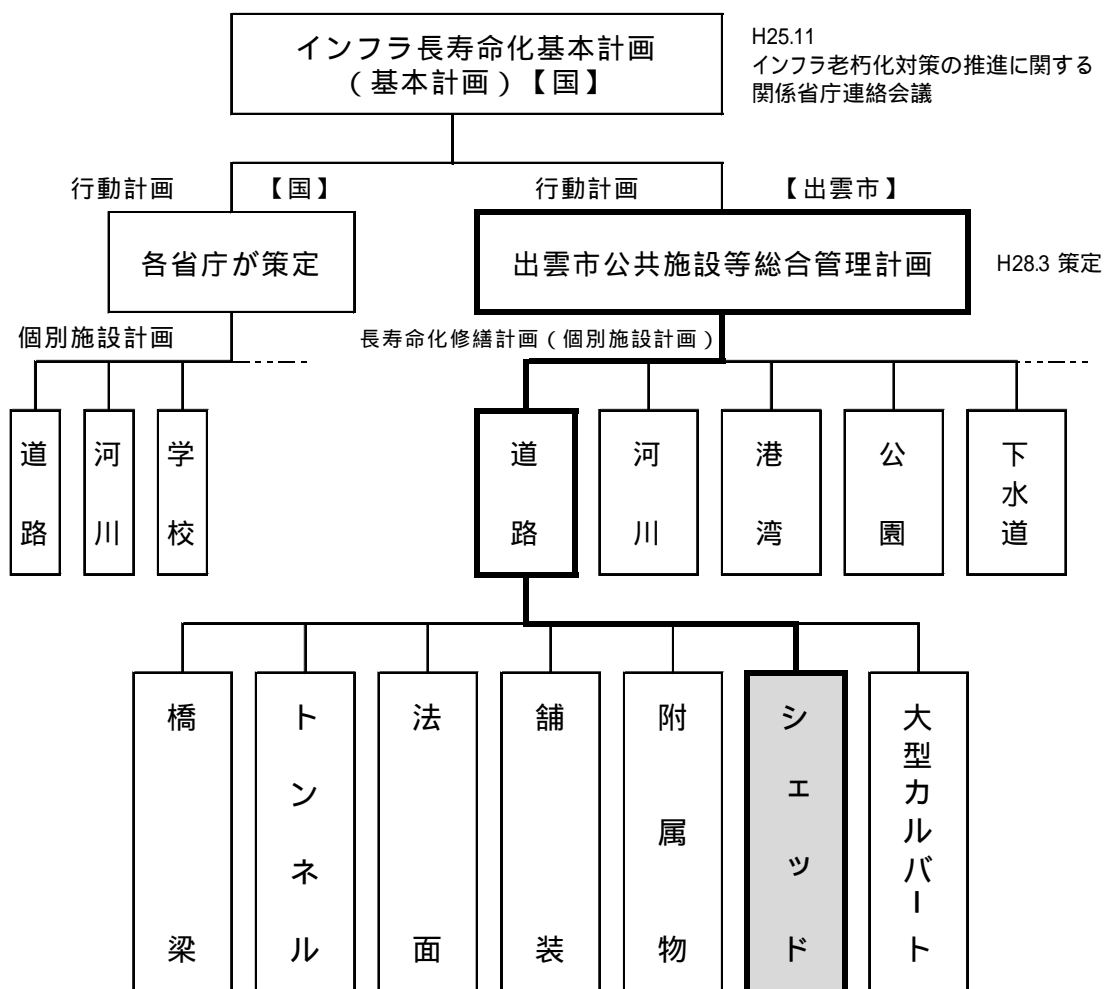 インフラ長寿命化基本計画
（基本計画）【国】
H25.11
インフラ老朽化対策の推進に関する
関係省庁連絡会議
行動計画
【国】
行動計画
【出雲市】
各省庁が策定
出雲市公共施設等総合管理計画
H28.3 策定
個別施設計画
長寿命化修繕計画（個別施設計画）
道路
河川
学校
道路
河川
港湾
公園
下水道
橋梁
トンネル
法面
舗装
附属物
シェッド
大型カルバート